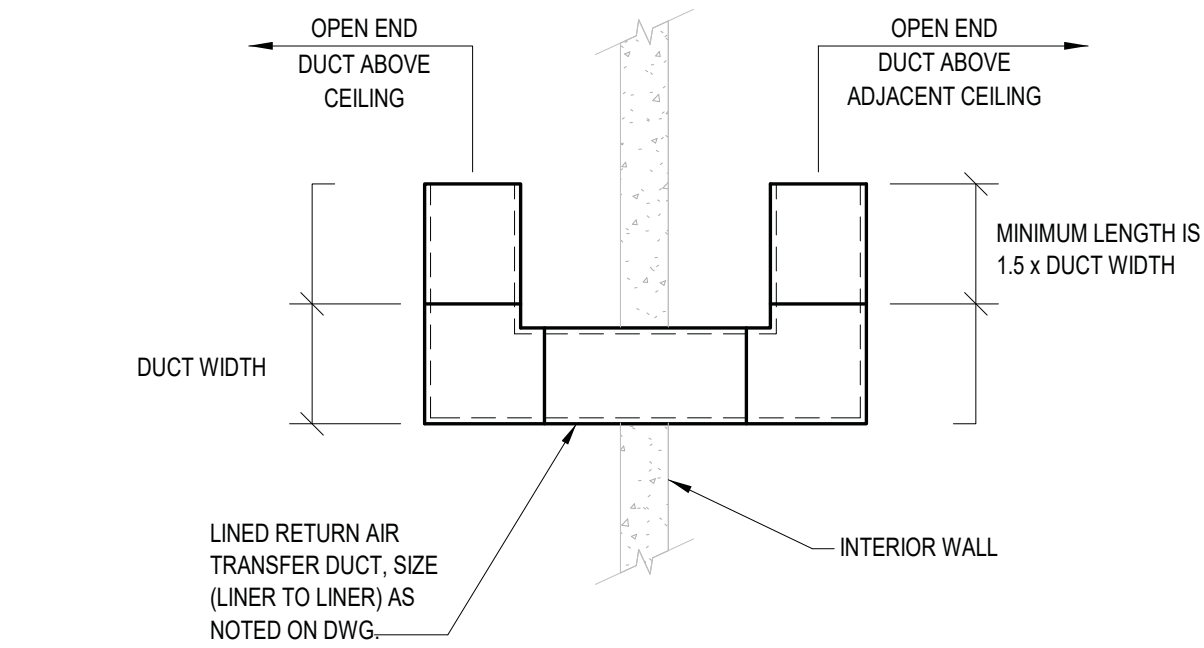 OPEN END
DUCT ABOVE
CEILING
OPEN END
DUCT ABOVE
ADJACENT CEILING
MINIMUM LENGTH IS
1.5 x DUCT WIDTH
DUCT WIDTH
LINED RETURN AIR
TRANSFER DUCT, SIZE
(LINER TO LINER) AS
NOTED ON DWG.
INTERIOR WALL